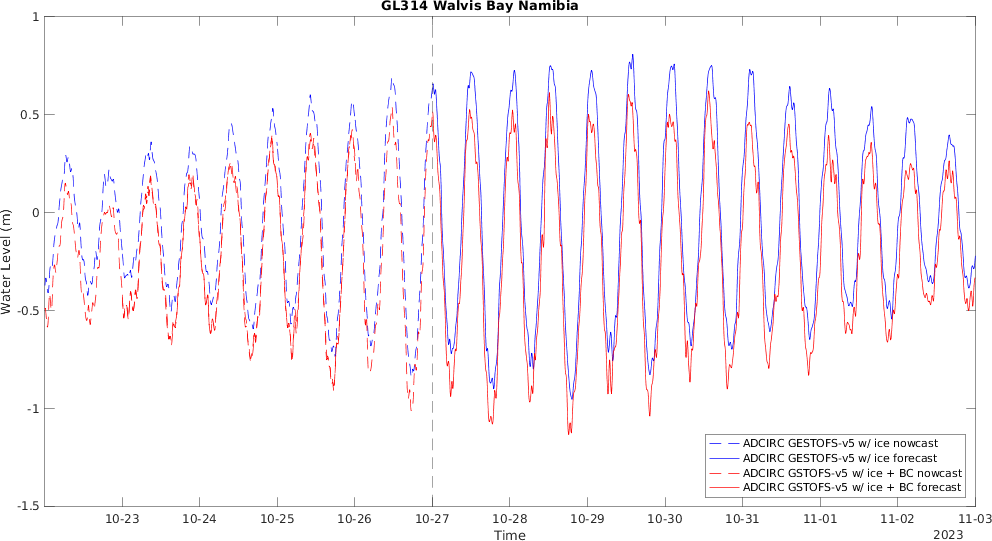 GL314 Walvis Bay Namibia
1
0.5
0
-0.5
-1
-1.5
Water Level (m)
ADCIRC GESTOFS-v5 w/ ice nowcast
ADCIRC GESTOFS-v5 w/ ice forecast
ADCIRC GSTOFS-v5 w/ ice + BC nowcast
ADCIRC GSTOFS-v5 w/ ice + BC forecast
10-23 10-24 10-25 10-26 10-27 10-28 10-29 10-30 10-31 11-01 11-02 11-03
Time
2023